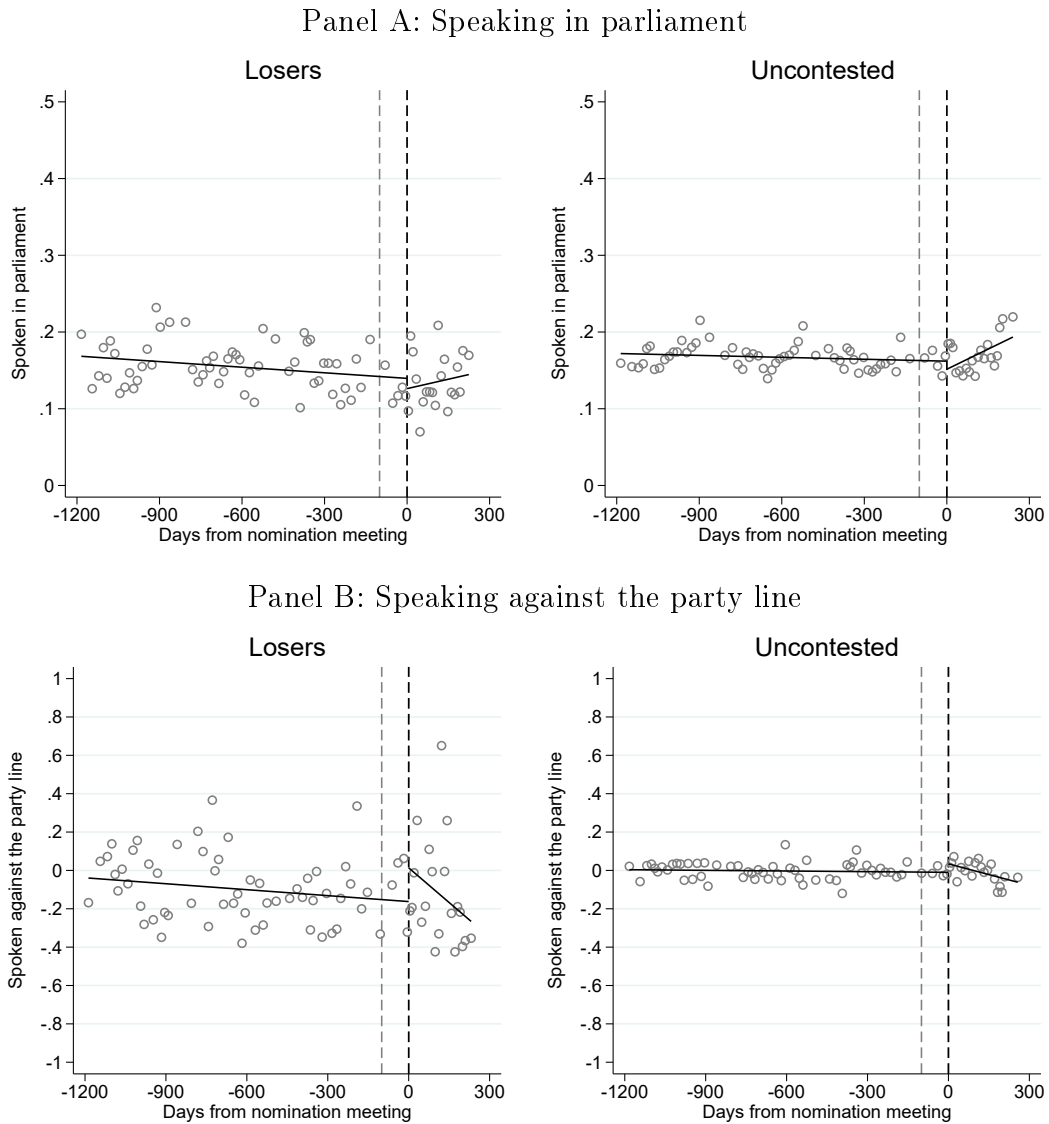 Panel A: Speaking in parliament
Losers
Uncontested
.5
.4
.3
.2
.1
0
Spoken in parliament
-1200 -900 -600 -300 0 300
Days from nomination meeting
.5
.4
.3
.2
.1
0
Spoken in parliament
-1200 -900 -600 -300 0 300
Days from nomination meeting
Panel B: Speaking against the party line
Losers
Uncontested
1
.8
.6
.4
.2
0
-.2
-.4
-.6
-.8
-1
Spoken against the party line
-1200 -900 -600 -300 0 300
Days from nomination meeting
1
.8
.6
.4
.2
0
-.2
-.4
-.6
-.8
-1
Spoken against the party line
-1200 -900 -600 -300 0 300
Days from nomination meeting